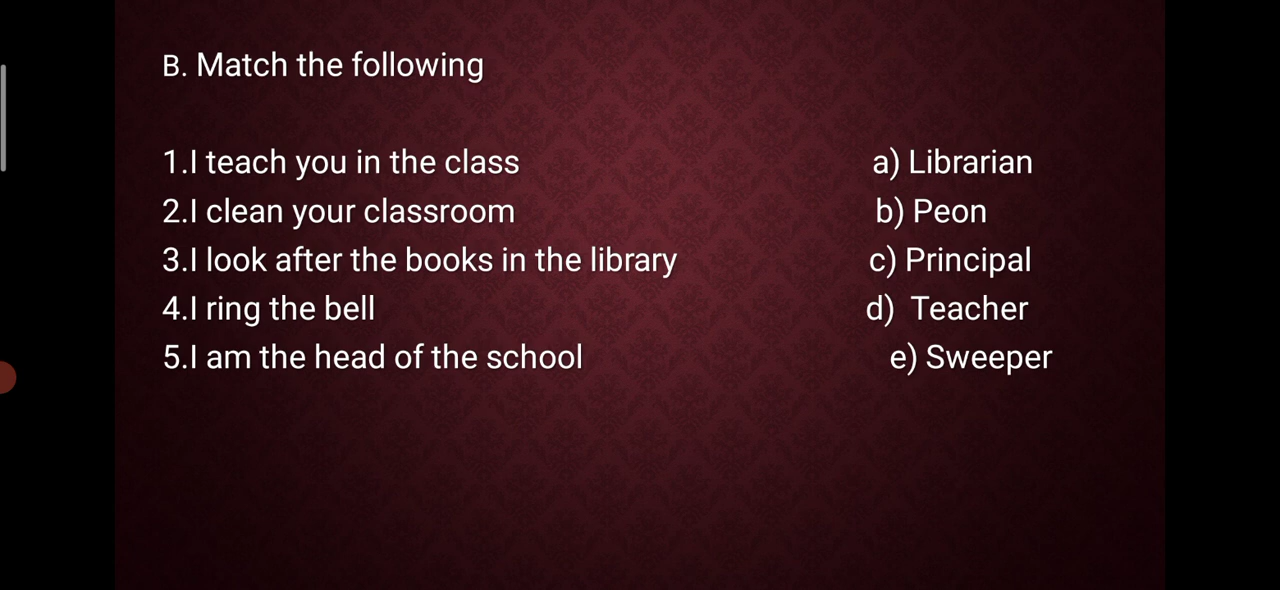 B. Match the following
1.I teach you in the class a) Librarian
2.I clean your classroom b) Peon
3.I look after the books in the library c) Principal
4.I ring the bell d) Teacher
5.I am the head of the school e) Sweeper